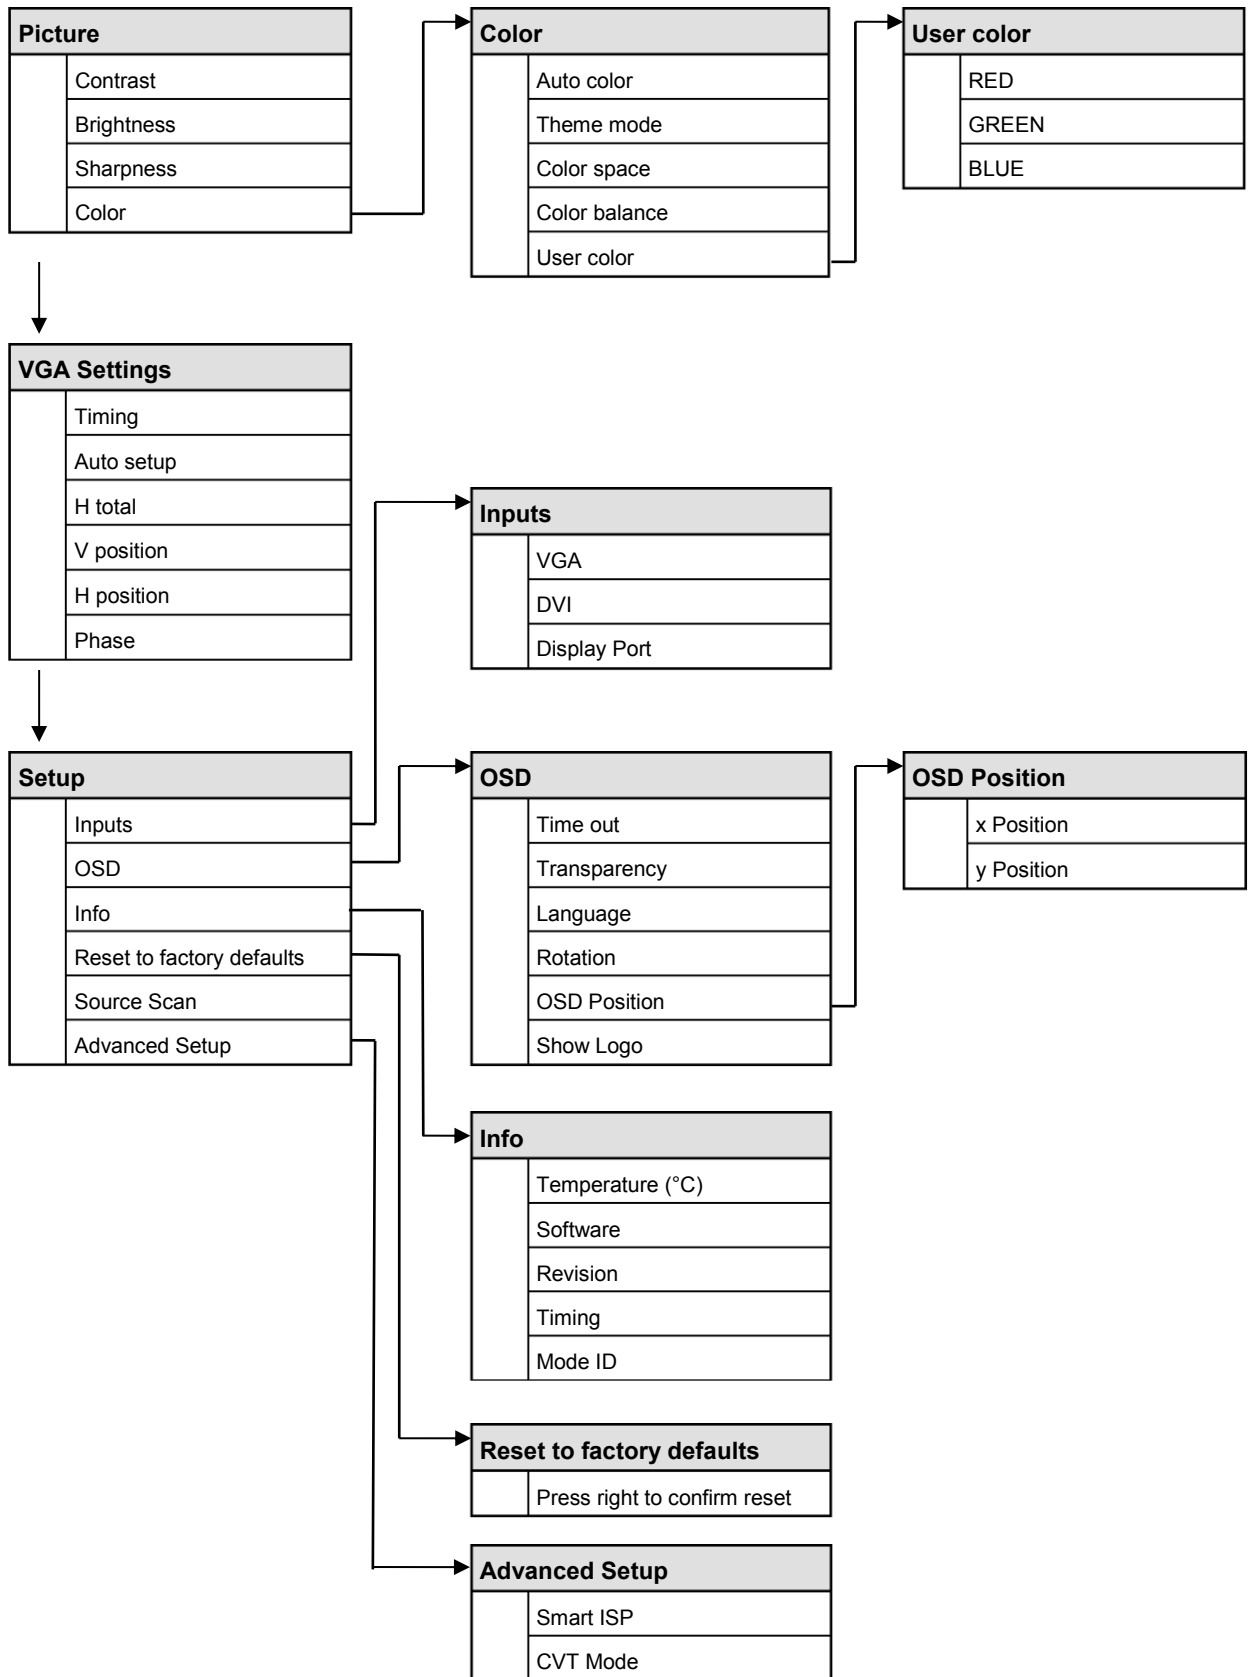 Picture
Contrast
Brightness
Sharpness
Color
Color
Auto color
Theme mode
Color space
Color balance
User color
User color
RED
GREEN
BLUE
VGA Settings
Timing
Auto setup
H total
V position
H position
Phase
Inputs
VGA
DVI
Display Port
Setup
Inputs
OSD
Info
Reset to factory defaults
Source Scan
Advanced Setup
OSD
Time out
Transparency
Language
Rotation
OSD Position
Show Logo
OSD Position
x Position
y Position
Info
Temperature (°C)
Software
Revision
Timing
Mode ID
Reset to factory defaults
Press right to confirm reset
Advanced Setup
Smart ISP
CVT Mode